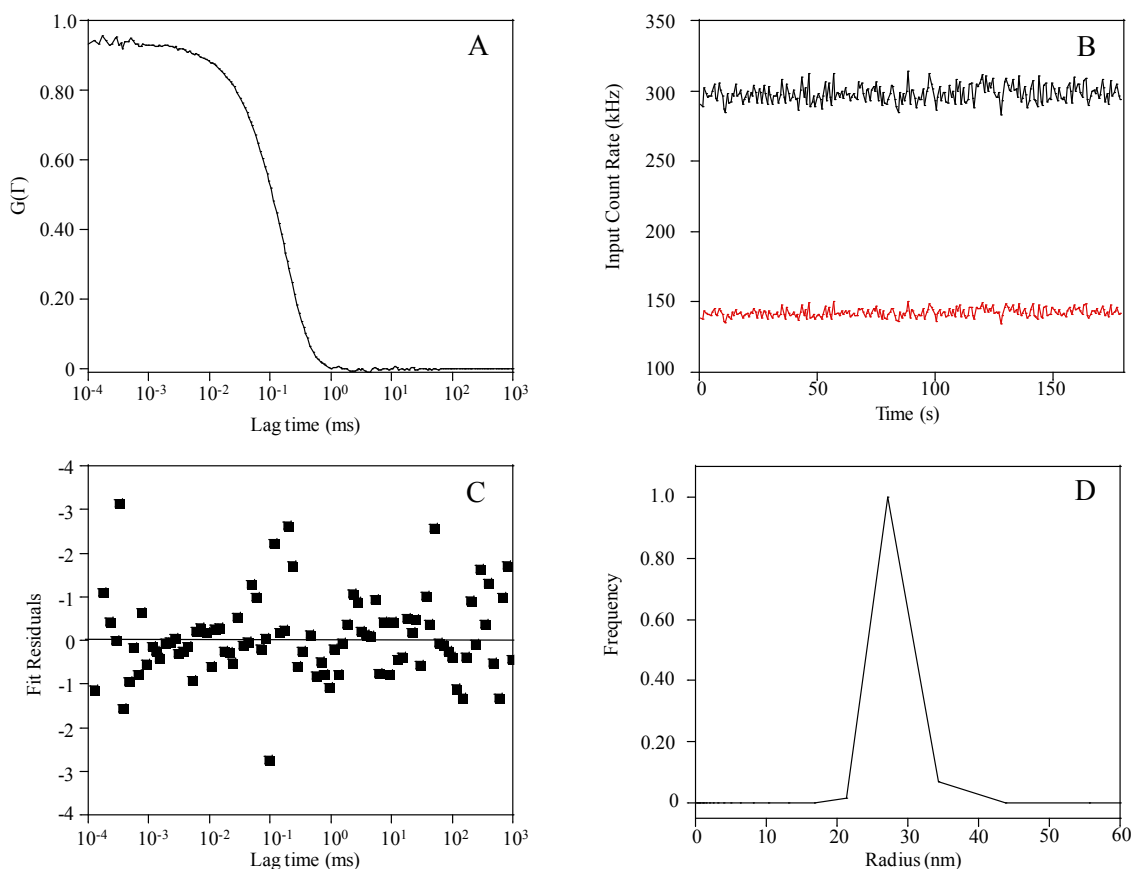 A
1.0
0.80
0.60
0.40
0.20
0
G(Γ)
10⁻⁴ 10⁻³ 10⁻² 10⁻¹ 10⁰ 10¹ 10² 10³
Lag time (ms)
B
350
300
250
200
150
100
Input Count Rate (kHz)
0 50 100 150
Time (s)
C
-4
-3
-2
-1
0
1
-2
-3
-4
Fit Residuals
10⁻⁴ 10⁻³ 10⁻² 10⁻¹ 10⁰ 10¹ 10² 10³
Lag time (ms)
D
1.0
0.80
0.60
0.40
0.20
0
Frequency
0 10 20 30 40 50 60
Radius (nm)